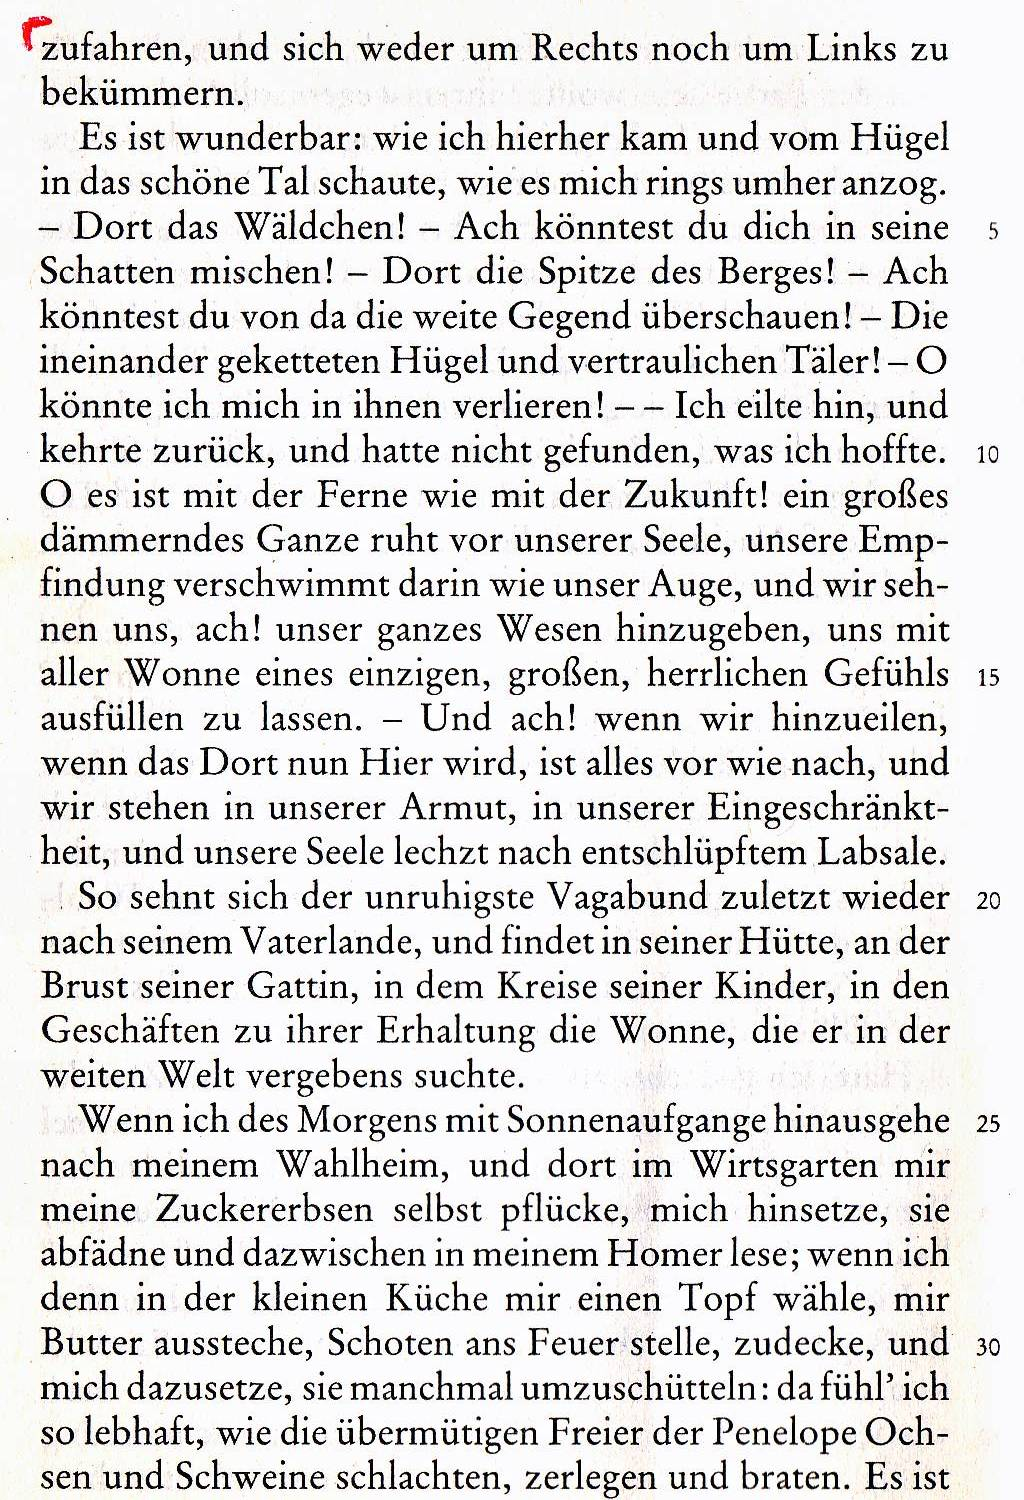 zufahren, und sich weder um Rechts noch um Links zu
bekümmern.
Es ist wunderbar: wie ich hierher kam und vom Hügel
in das schöne Tal schaute, wie es mich rings umher anzog.
– Dort das Wäldchen! – Ach könntest du dich in seine 5
Schatten mischen! – Dort die Spitze des Berges! – Ach
könntest du von da die weite Gegend überschauen! – Die
ineinander geketteten Hügel und vertraulichen Täler! – O
könnte ich mich in ihnen verlieren! – – Ich eilte hin, und
kehrte zurück, und hatte nicht gefunden, was ich hoffte. 10
O es ist mit der Ferne wie mit der Zukunft! ein großes
dämmerndes Ganze ruht vor unserer Seele, unsere Emp-
findung verschwimmt darin wie unser Auge, und wir seh-
nen uns, ach! unser ganzes Wesen hinzugeben, uns mit
aller Wonne eines einzigen, großen, herrlichen Gefühls 15
ausfüllen zu lassen. – Und ach! wenn wir hinzueilen,
wenn das Dort nun Hier wird, ist alles vor wie nach, und
wir stehen in unserer Armut, in unserer Eingeschränkt-
heit, und unsere Seele lechzt nach entschlüpftem Labsale.
So sehnt sich der unruhigste Vagabund zuletzt wieder 20
nach seinem Vaterlande, und findet in seiner Hütte, an der
Brust seiner Gattin, in dem Kreise seiner Kinder, in den
Geschäften zu ihrer Erhaltung die Wonne, die er in der
weiten Welt vergebens suchte.
Wenn ich des Morgens mit Sonnenaufgange hinausgehe 25
nach meinem Wahlheim, und dort im Wirtsgarten mir
meine Zuckererbsen selbst pflücke, mich hinsetze, sie
abfädne und dazwischen in meinem Homer lese; wenn ich
denn in der kleinen Küche mir einen Topf wähle, mir
Butter aussteche, Schoten ans Feuer stelle, zudecke, und 30
mich dazusetze, sie manchmal umzuschütteln: da fühl' ich
so lebhaft, wie die übermütigen Freier der Penelope Och-
sen und Schweine schlachten, zerlegen und braten. Es ist